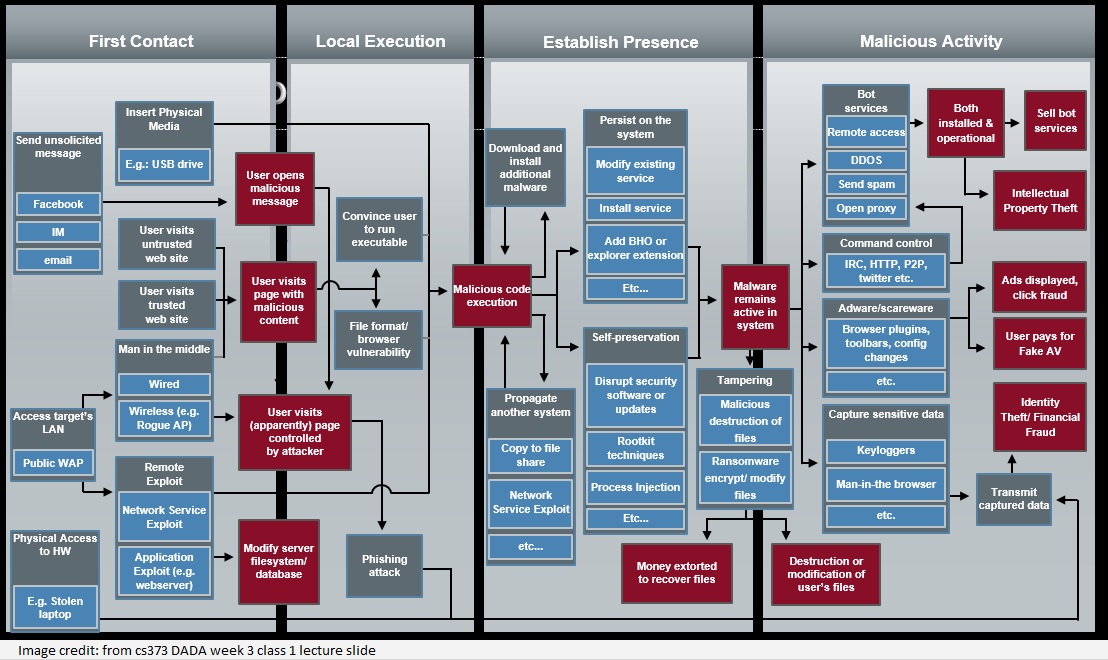 First Contact
Local Execution
Establish Presence
Malicious Activity
Send unsolicited
message
Facebook
IM
email
Insert Physical
Media
E.g.: USB drive
User visits
untrusted
web site
User visits
trusted
web site
Man in the middle
Wired
Wireless (e.g.
Rogue AP)
Access target's
LAN
Public WAP
Remote
Exploit
Network Service
Exploit
Application
Exploit (e.g.
webserver)
Physical Access
to HW
E.g. Stolen
laptop
User opens
malicious
message
User visits
page with
malicious
content
User visits
(apparently) page
controlled
by attacker
Modify server
filesystem/
database
Convince user
to run
executable
File format/
browser
vulnerability
Phishing
attack
Malicious code
execution
Download and
install
additional
malware
Propagate
another system
Copy to file
share
Network
Service Exploit
etc...
Persist on the
system
Modify existing
service
Install service
Add BHO or
explorer extension
Etc...
Self-preservation
Disrupt security
software or
updates
Rootkit
techniques
Process Injection
Etc...
Malware
remains
active in
system
Tampering
Malicious
destruction of
files
Ransomware
encrypt/ modify
files
Money extorted
to recover files
Destruction or
modification of
user's files
Bot
services
Remote access
DDOS
Send spam
Open proxy
Command control
IRC, HTTP, P2P,
twitter etc.
Adware/scareware
Browser plugins,
toolbars, config
changes
etc.
Capture sensitive data
Keyloggers
Man-in-the browser
etc.
Both
installed &
operational
Sell bot
services
Intellectual
Property Theft
Ads displayed,
click fraud
User pays for
Fake AV
Identity
Theft/ Financial
Fraud
Transmit
captured data
Image credit: from cs373 DADA week 3 class 1 lecture slide